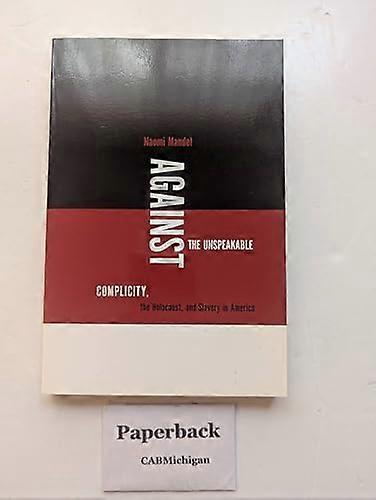 Naomi Mandel
AGAINST
THE UNSPEAKABLE
COMPLICITY,
the Holocaust, and Slavery in America
Paperback
CABMichigan